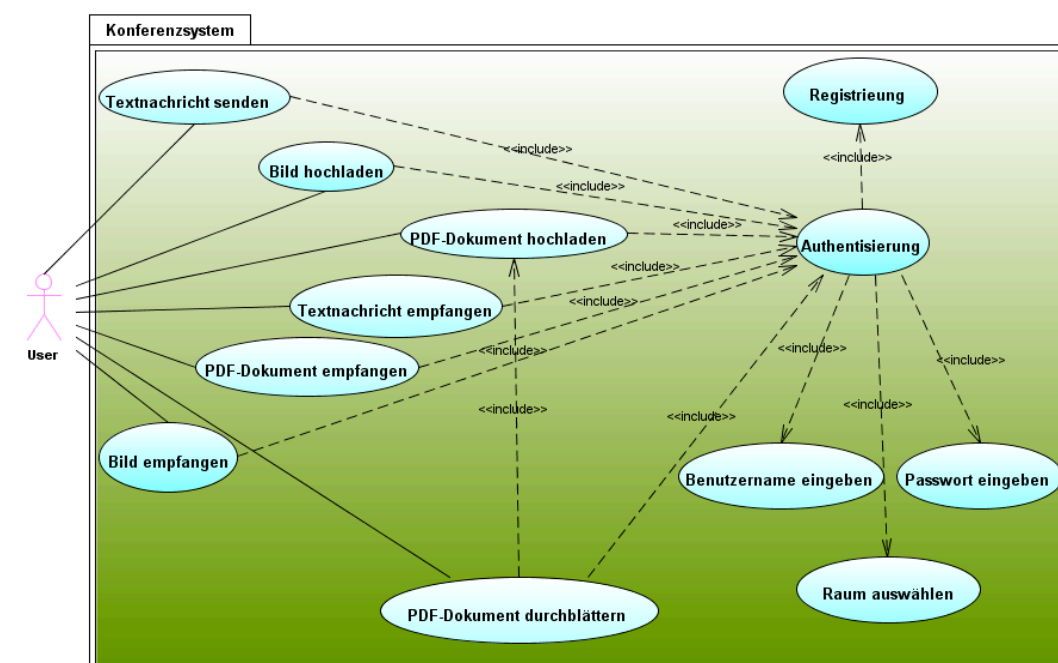 Konferenzsystem
Textnachricht senden
Registrieung
<<include>>
<<include>>
Bild hochladen
<<include>>
PDF-Dokument hochladen
<<include>>
Authentisierung
<<include>>
Textnachricht empfangen
<<include>>
User
PDF-Dokument empfangen
<<include>>
<<include>>
<<include>>
<<include>>
<<include>>
<<include>>
Bild empfangen
Benutzername eingeben
Passwort eingeben
Raum auswählen
PDF-Dokument durchblättern